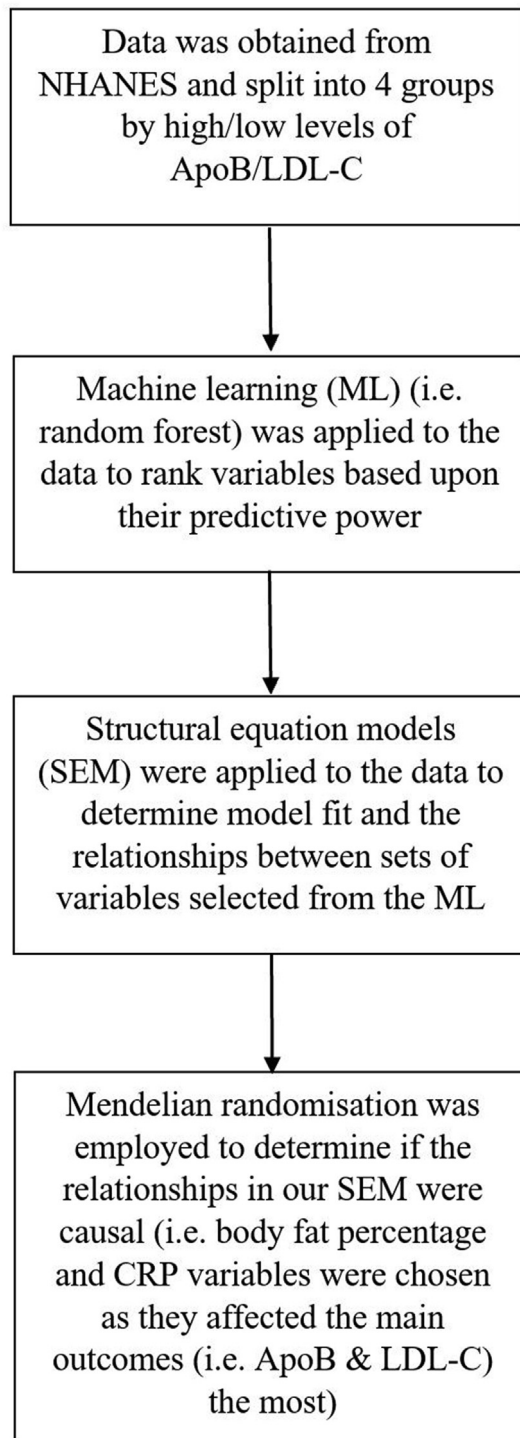 Data was obtained from
NHANES and split into 4 groups
by high/low levels of
ApoB/LDL-C
Machine learning (ML) (i.e.
random forest) was applied to the
data to rank variables based upon
their predictive power
Structural equation models
(SEM) were applied to the data to
determine model fit and the
relationships between sets of
variables selected from the ML
Mendelian randomisation was
employed to determine if the
relationships in our SEM were
causal (i.e. body fat percentage
and CRP variables were chosen
as they affected the main
outcomes (i.e. ApoB & LDL-C)
the most)